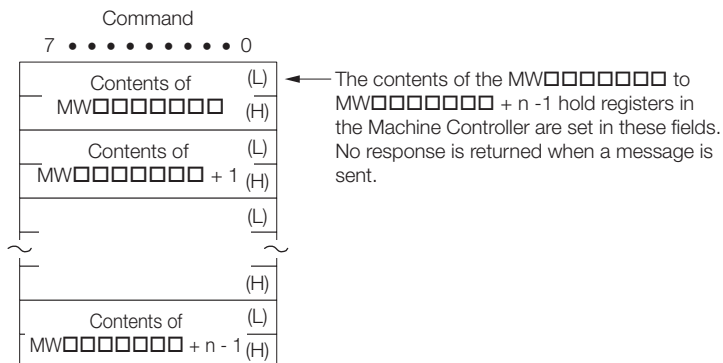 Command
7 • • • • • • • • • 0
Contents of (L)
MW□□□□□□□ (H)
Contents of (L)
MW□□□□□□□ + 1 (H)
(L)
(H)
Contents of (L)
MW□□□□□□□ + n - 1 (H)
The contents of the MW□□□□□□□ to
MW□□□□□□□ + n -1 hold registers in
the Machine Controller are set in these fields.
No response is returned when a message is
sent.